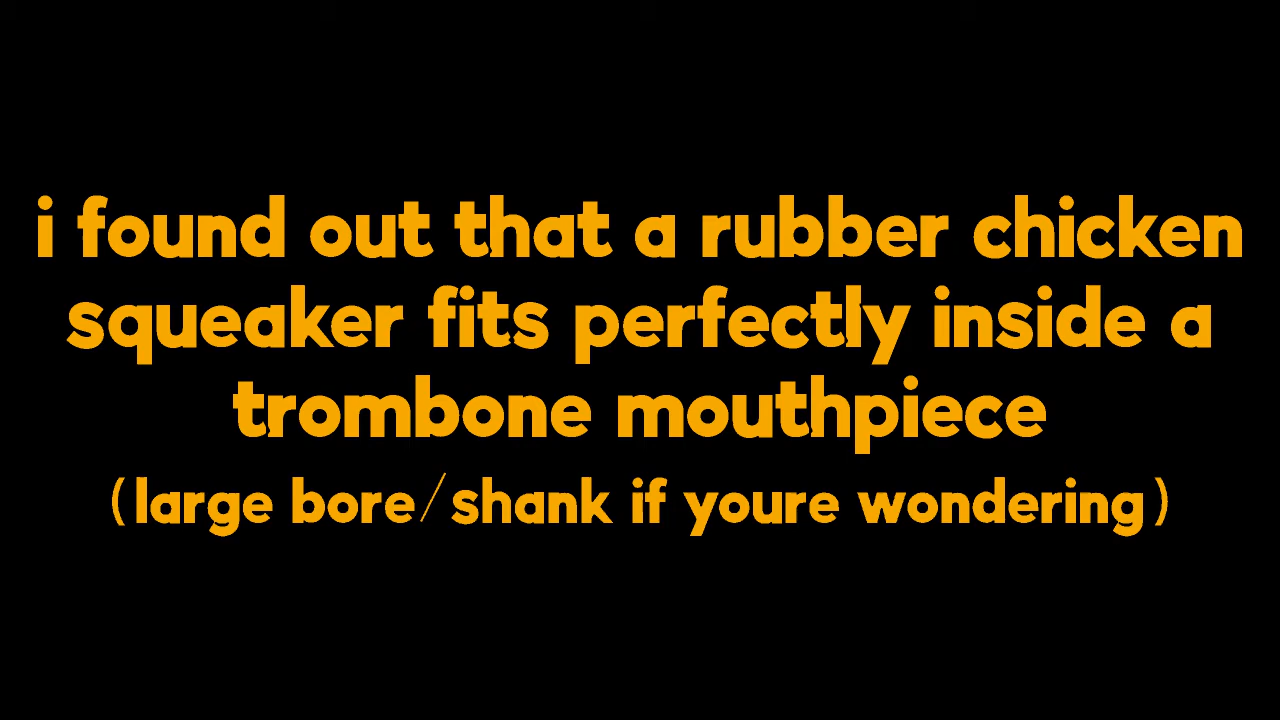 i found out that a rubber chicken
squeaker fits perfectly inside a
trombone mouthpiece
(large bore/shank if youre wondering)